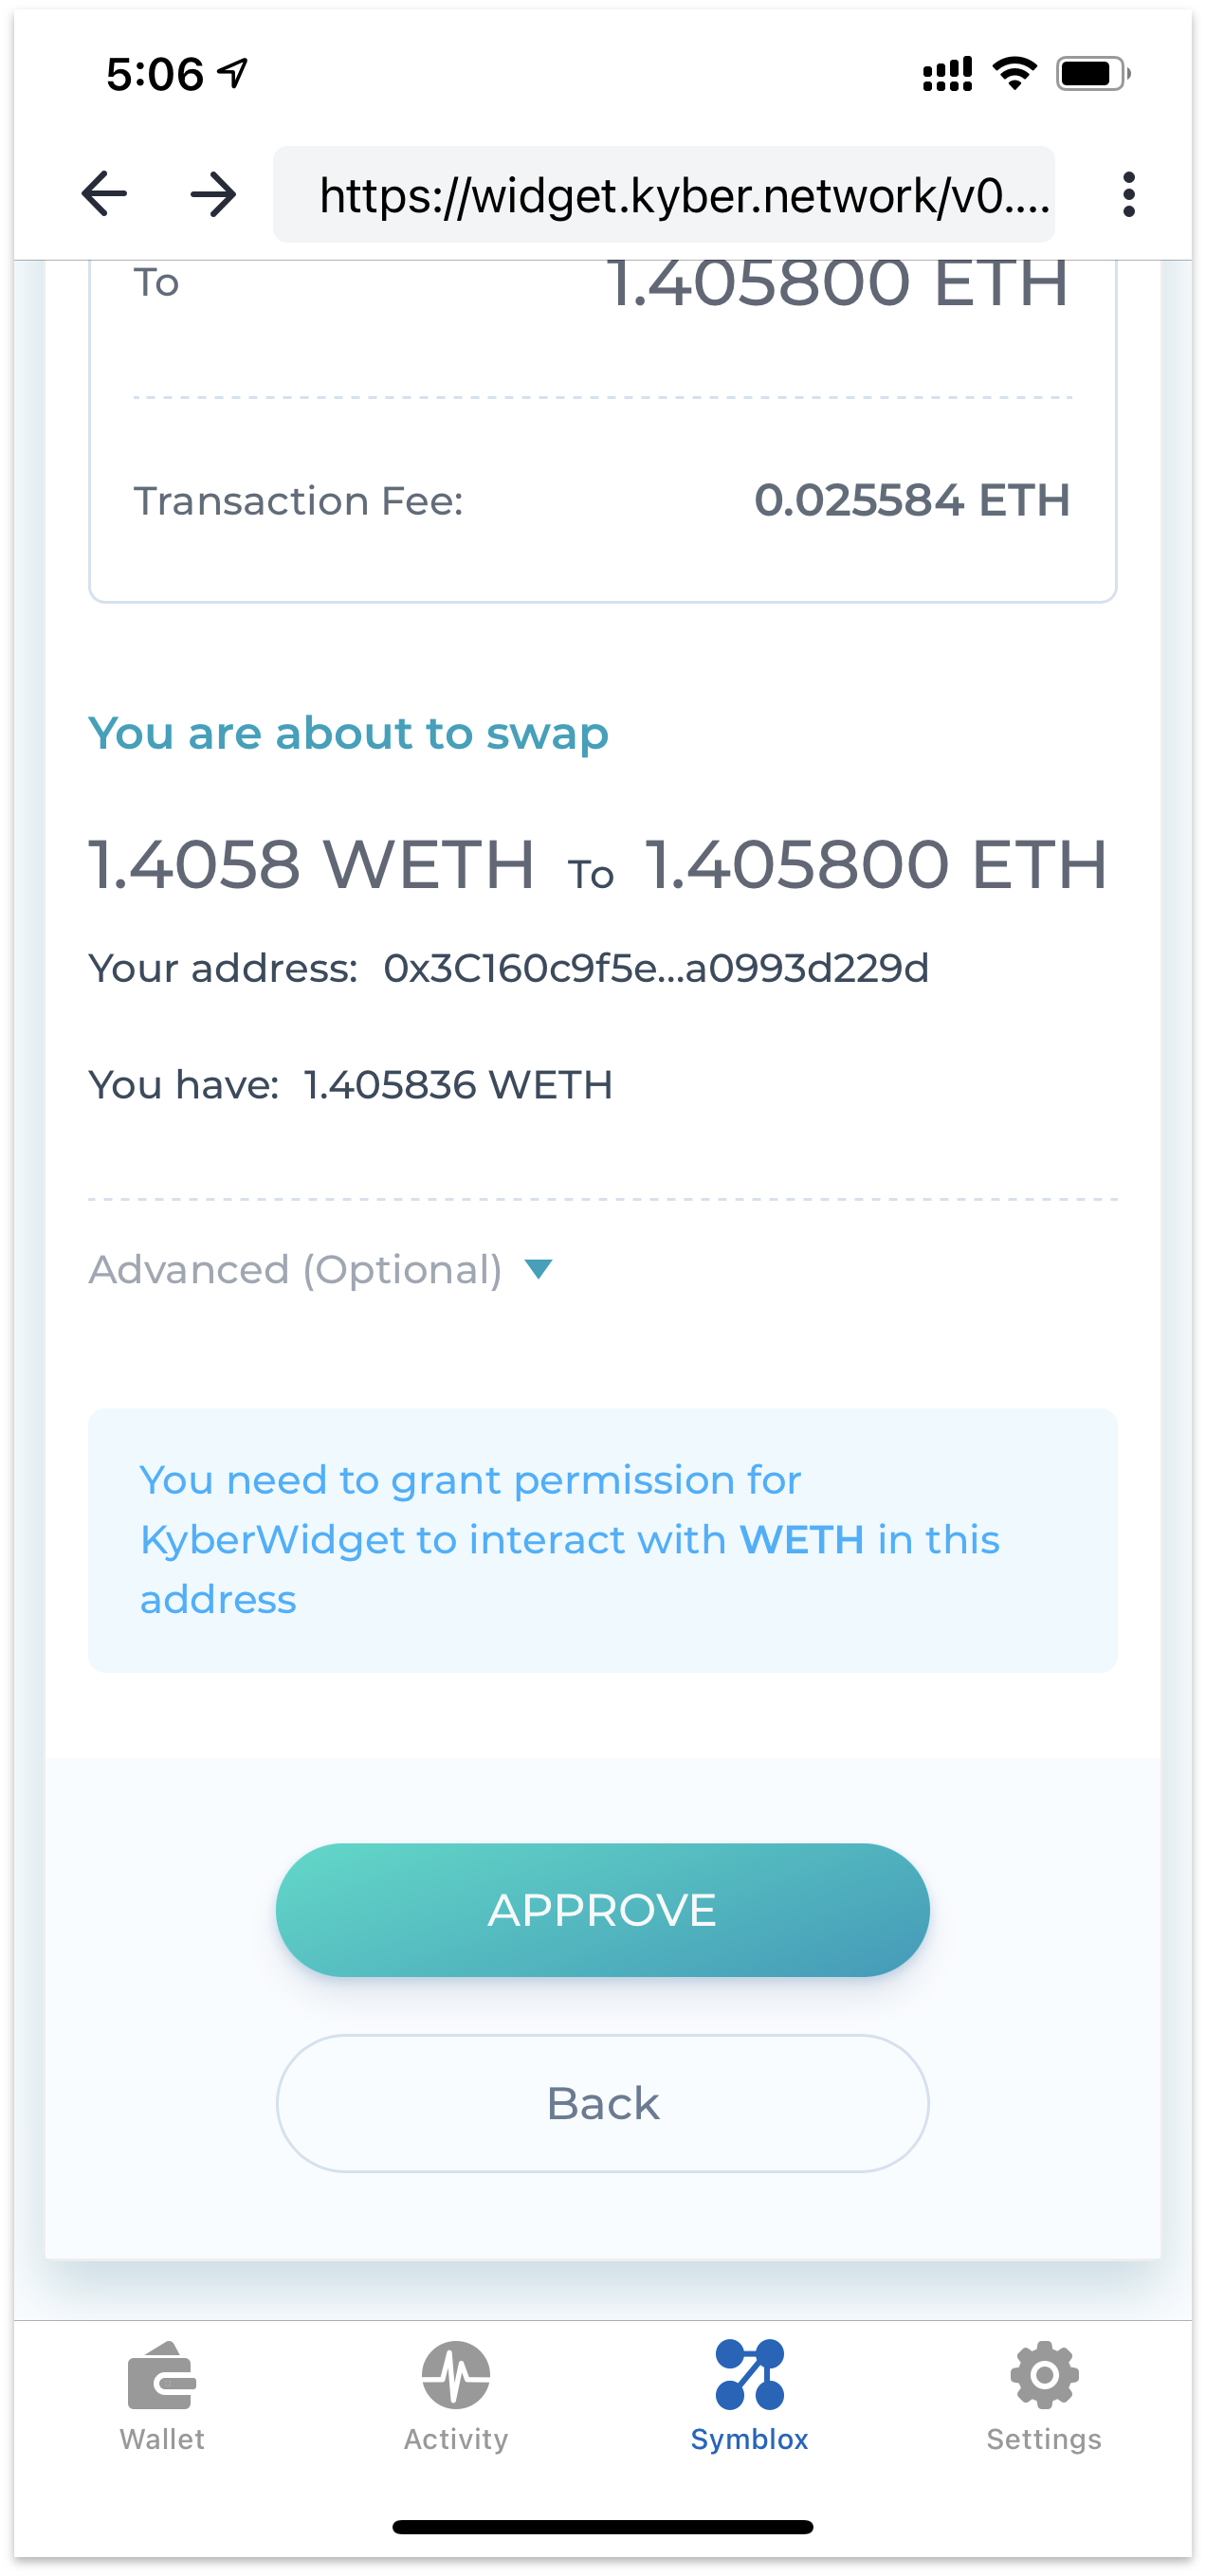 5:06
https://widget.kyber.network/v0....
To 1.405800 ETH
Transaction Fee: 0.025584 ETH
You are about to swap
1.4058 WETH To 1.405800 ETH
Your address: 0x3C160c9f5e...a0993d229d
You have: 1.405836 WETH
Advanced (Optional)
You need to grant permission for
KyberWidget to interact with WETH in this
address
APPROVE
Back
Wallet Activity Symblox Settings